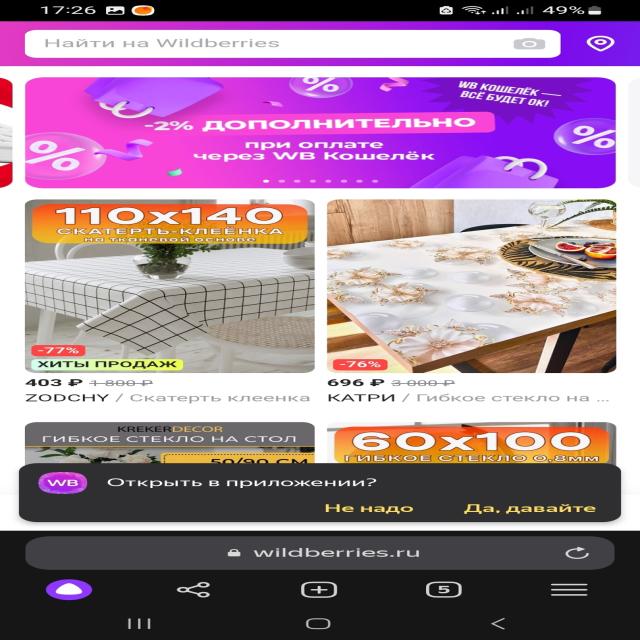 17:26
49%
Найти на Wildberries
WB КОШЕЛЁК —
ВСЁ БУДЕТ ОК!
-2% ДОПОЛНИТЕЛЬНО
при оплате
через WB Кошелёк
%
%
%
110x140
СКАТЕРТЬ-КЛЕЁНКА
на тканевой основе
-77%
ХИТЫ ПРОДАЖ
-76%
403 ₽ 1 800 ₽
696 ₽ 3 000 ₽
ZODCHY / Скатерть клеенка
КАТРИ / Гибкое стекло на ...
KREKERDECOR
ГИБКОЕ СТЕКЛО НА СТОЛ
50/90 СМ
60x100
ГИБКОЕ СТЕКЛО 0,8мм
WB
Открыть в приложении?
Не надо
Да, давайте
wildberries.ru
5